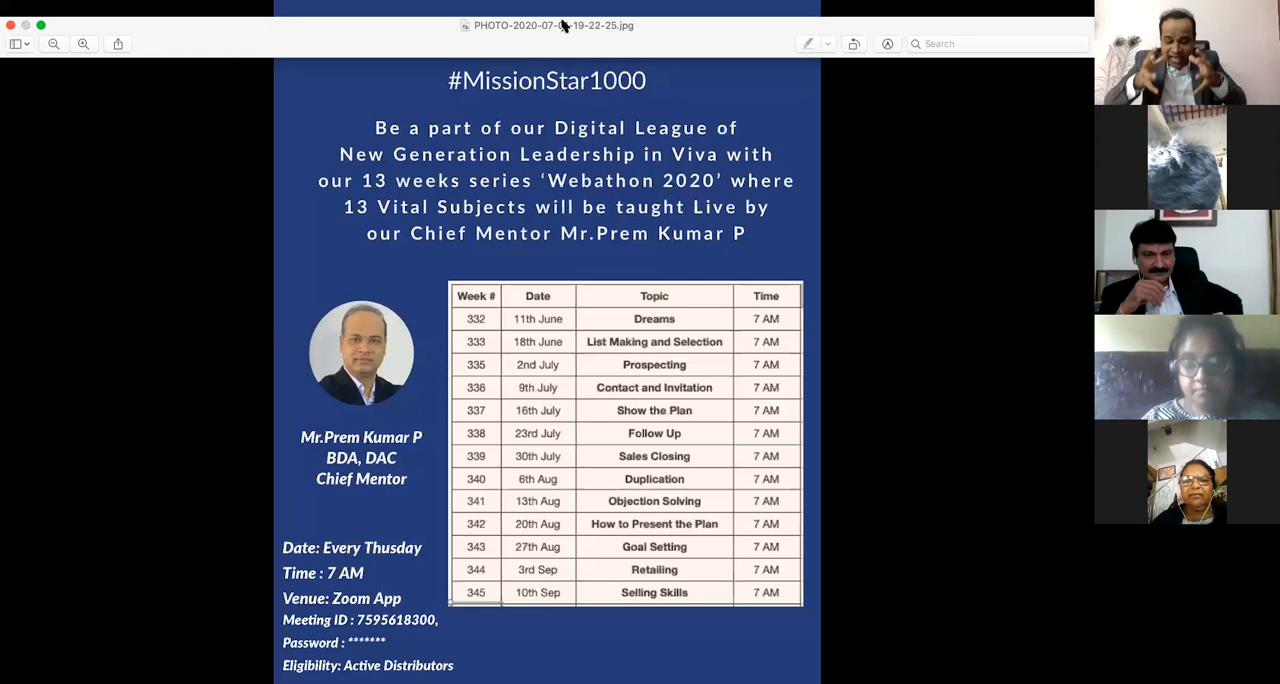 PHOTO-2020-07-0 -19-22-25.jpg
Search
#MissionStar1000
Be a part of our Digital League of
New Generation Leadership in Viva with
our 13 weeks series ‘Webathon 2020’ where
13 Vital Subjects will be taught Live by
our Chief Mentor Mr.Prem Kumar P
Week # Date Topic Time
332 11th June Dreams 7 AM
333 18th June List Making and Selection 7 AM
335 2nd July Prospecting 7 AM
336 9th July Contact and Invitation 7 AM
337 16th July Show the Plan 7 AM
338 23rd July Follow Up 7 AM
339 30th July Sales Closing 7 AM
340 6th Aug Duplication 7 AM
341 13th Aug Objection Solving 7 AM
342 20th Aug How to Present the Plan 7 AM
343 27th Aug Goal Setting 7 AM
344 3rd Sep Retailing 7 AM
345 10th Sep Selling Skills 7 AM
Mr.Prem Kumar P
BDA, DAC
Chief Mentor
Date: Every Thusday
Time : 7 AM
Venue: Zoom App
Meeting ID : 7595618300,
Password : *******
Eligibility: Active Distributors